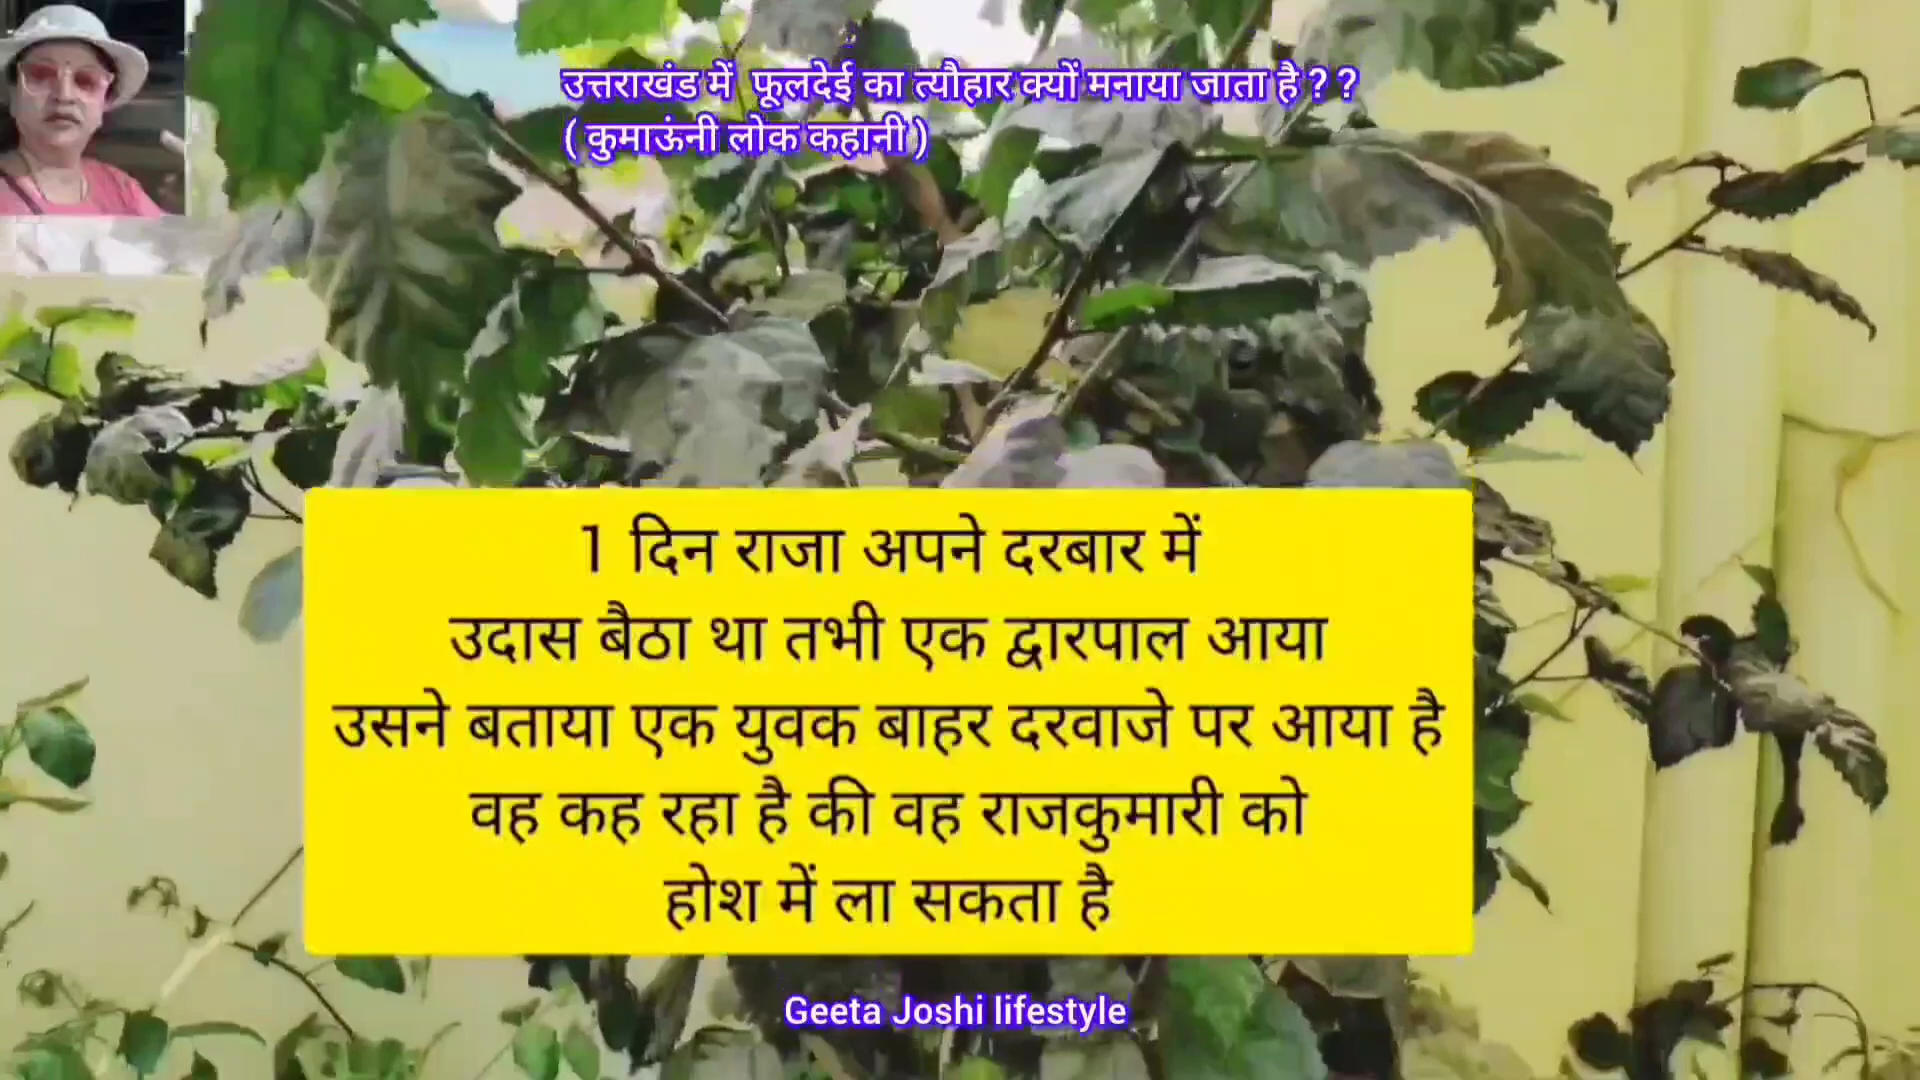 उत्तराखंड में फूलदेई का त्यौहार क्यों मनाया जाता है ? ?
( कुमाऊंनी लोक कहानी )
1 दिन राजा अपने दरबार में
उदास बैठा था तभी एक द्वारपाल आया
उसने बताया एक युवक बाहर दरवाजे पर आया है
वह कह रहा है की वह राजकुमारी को
होश में ला सकता है
Geeta Joshi lifestyle